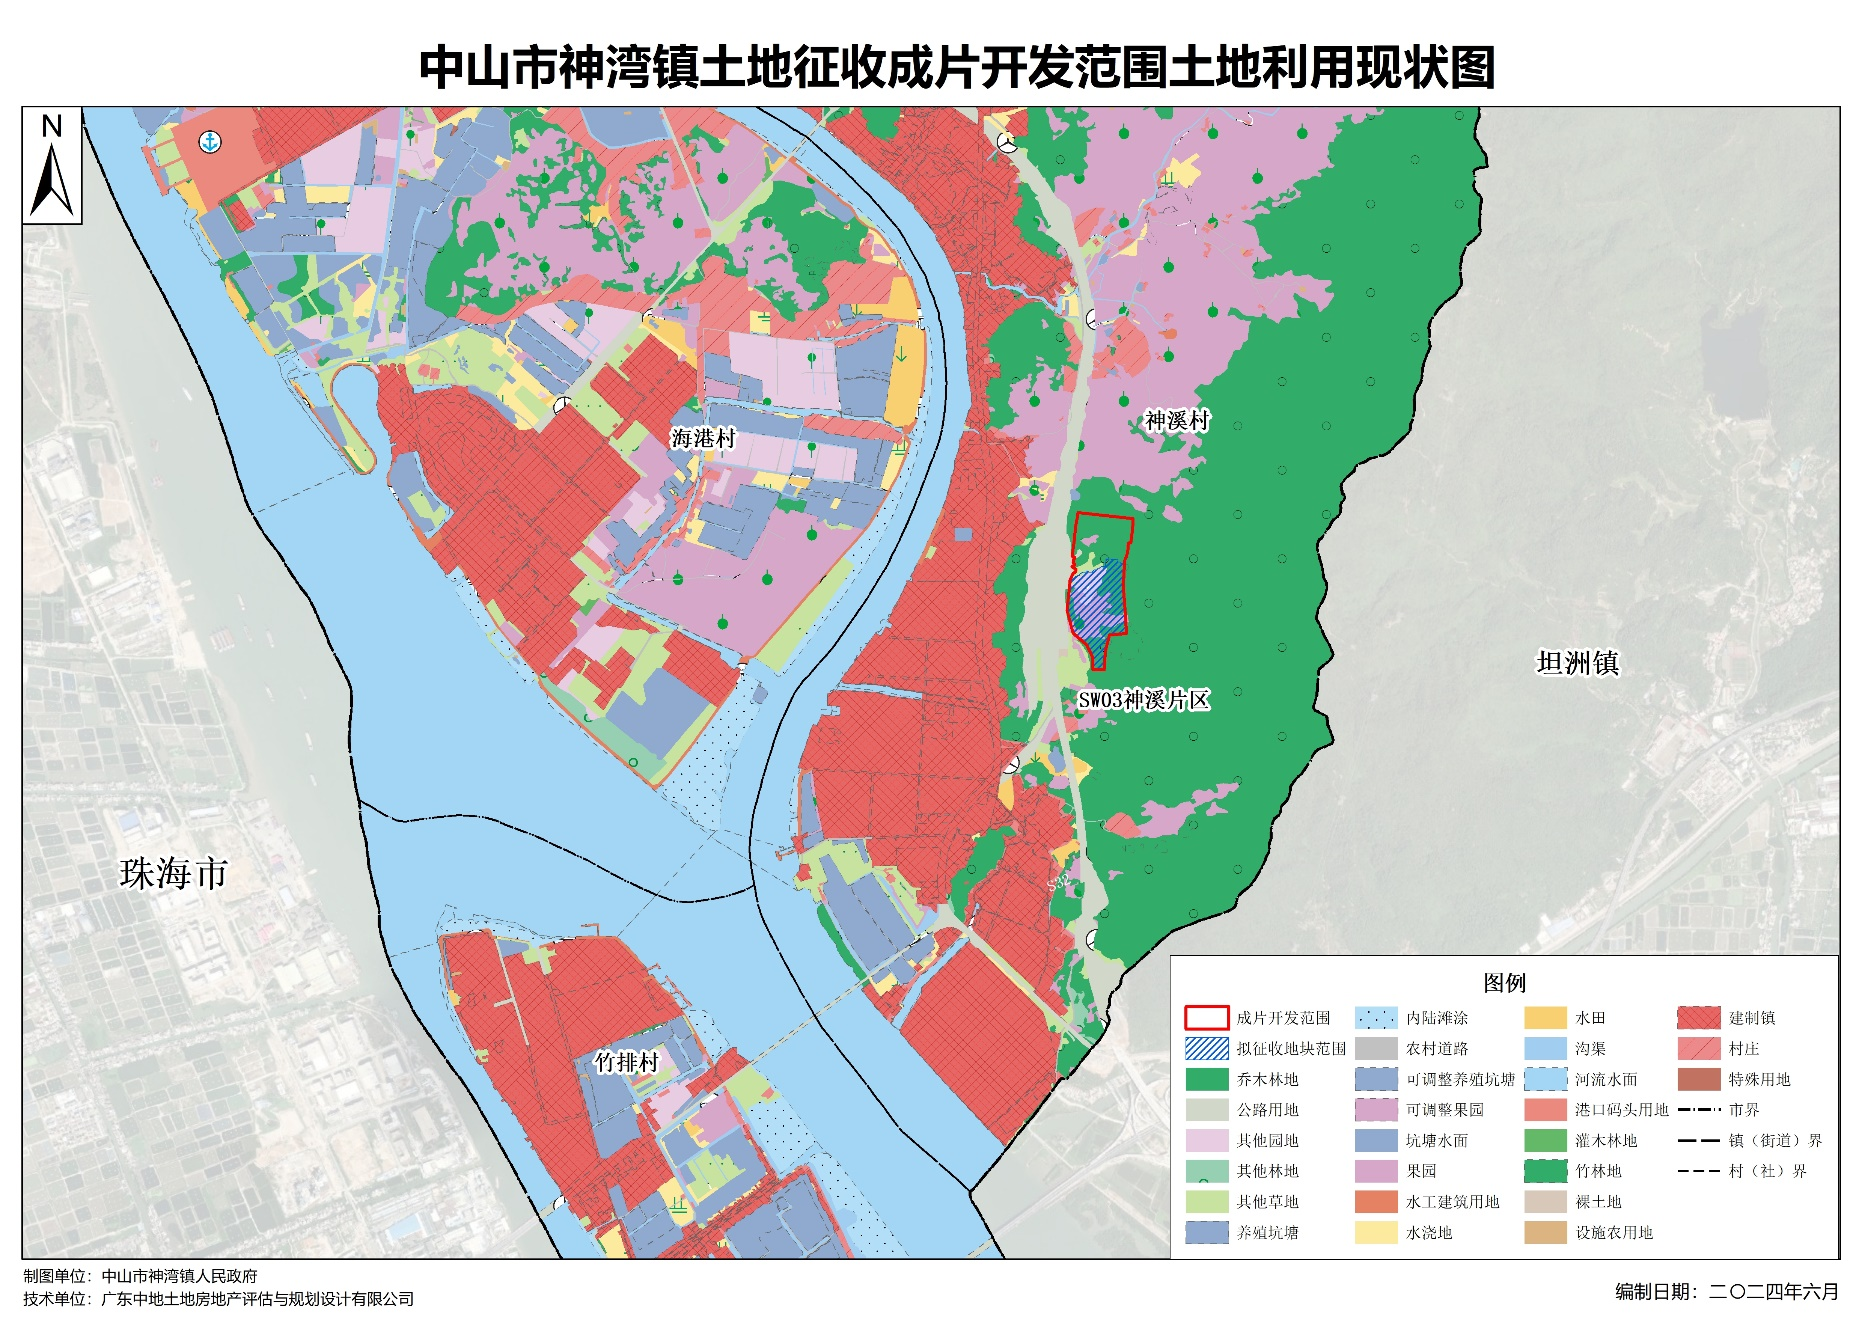 中山市神湾镇土地征收成片开发范围土地利用现状图
N
海港村
神溪村
坦洲镇
SW03神溪片区
珠海市
S32
竹排村
图例
成片开发范围
拟征收地块范围
乔木林地
公路用地
其他园地
其他林地
其他草地
养殖坑塘
内陆滩涂
农村道路
可调整养殖坑塘
可调整果园
坑塘水面
果园
水工建筑用地
水浇地
水田
沟渠
河流水面
港口码头用地
灌木林地
竹林地
裸土地
设施农用地
建制镇
村庄
特殊用地
市界
镇（街道）界
村（社）界
制图单位：中山市神湾镇人民政府
技术单位：广东中地土地房地产评估与规划设计有限公司
编制日期：二〇二四年六月